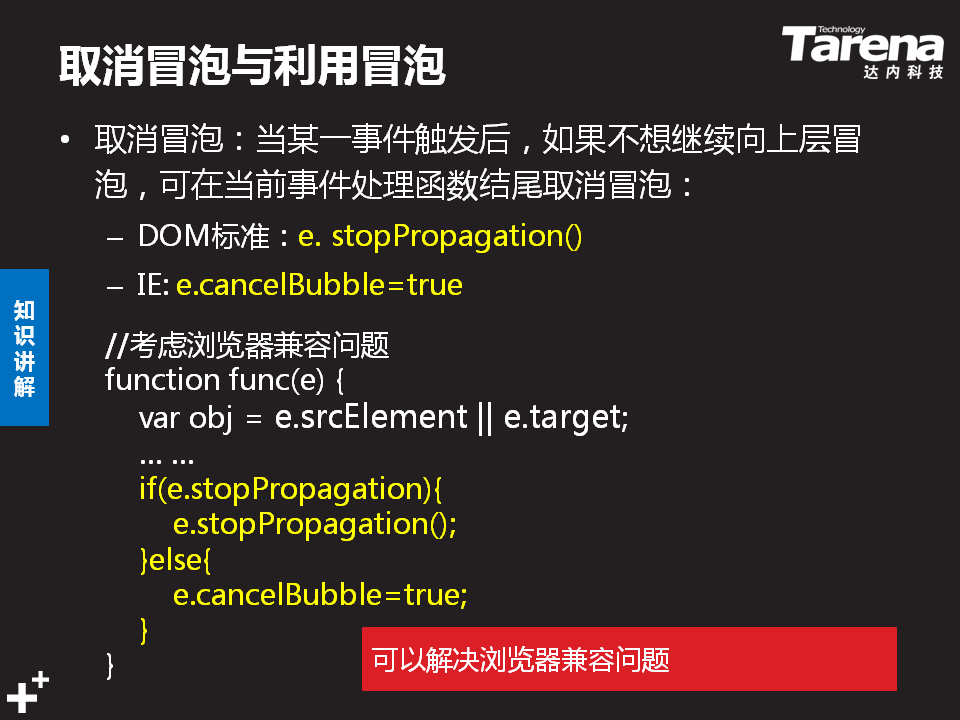 取消冒泡与利用冒泡
Technology
Tarena
达内科技
• 取消冒泡：当某一事件触发后，如果不想继续向上层冒
泡，可在当前事件处理函数结尾取消冒泡：
– DOM标准：e. stopPropagation()
– IE: e.cancelBubble=true
知识讲解
//考虑浏览器兼容问题
function func(e) {
var obj = e.srcElement || e.target;
... ...
if(e.stopPropagation){
e.stopPropagation();
}else{
e.cancelBubble=true;
}
}
可以解决浏览器兼容问题